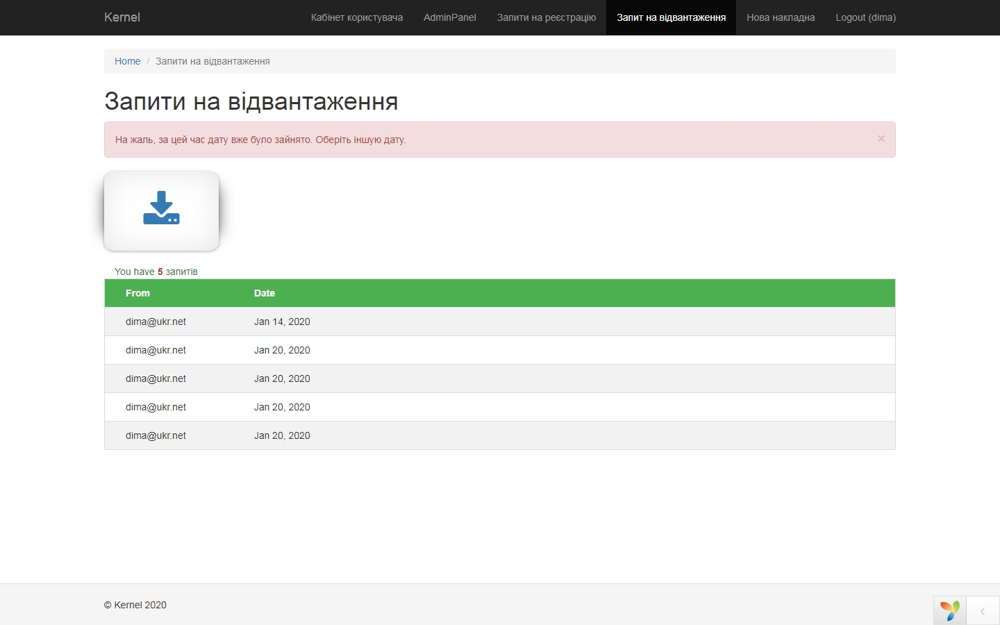 Kernel
Кабінет користувача
AdminPanel
Запити на реєстрацію
Запит на відвантаження
Нова накладна
Logout (dima)
Home / Запити на відвантаження
Запити на відвантаження
На жаль, за цей час дату вже було зайнято. Оберіть іншую дату.
×
You have 5 запитів
From Date
dima@ukr.net Jan 14, 2020
dima@ukr.net Jan 20, 2020
dima@ukr.net Jan 20, 2020
dima@ukr.net Jan 20, 2020
dima@ukr.net Jan 20, 2020
© Kernel 2020